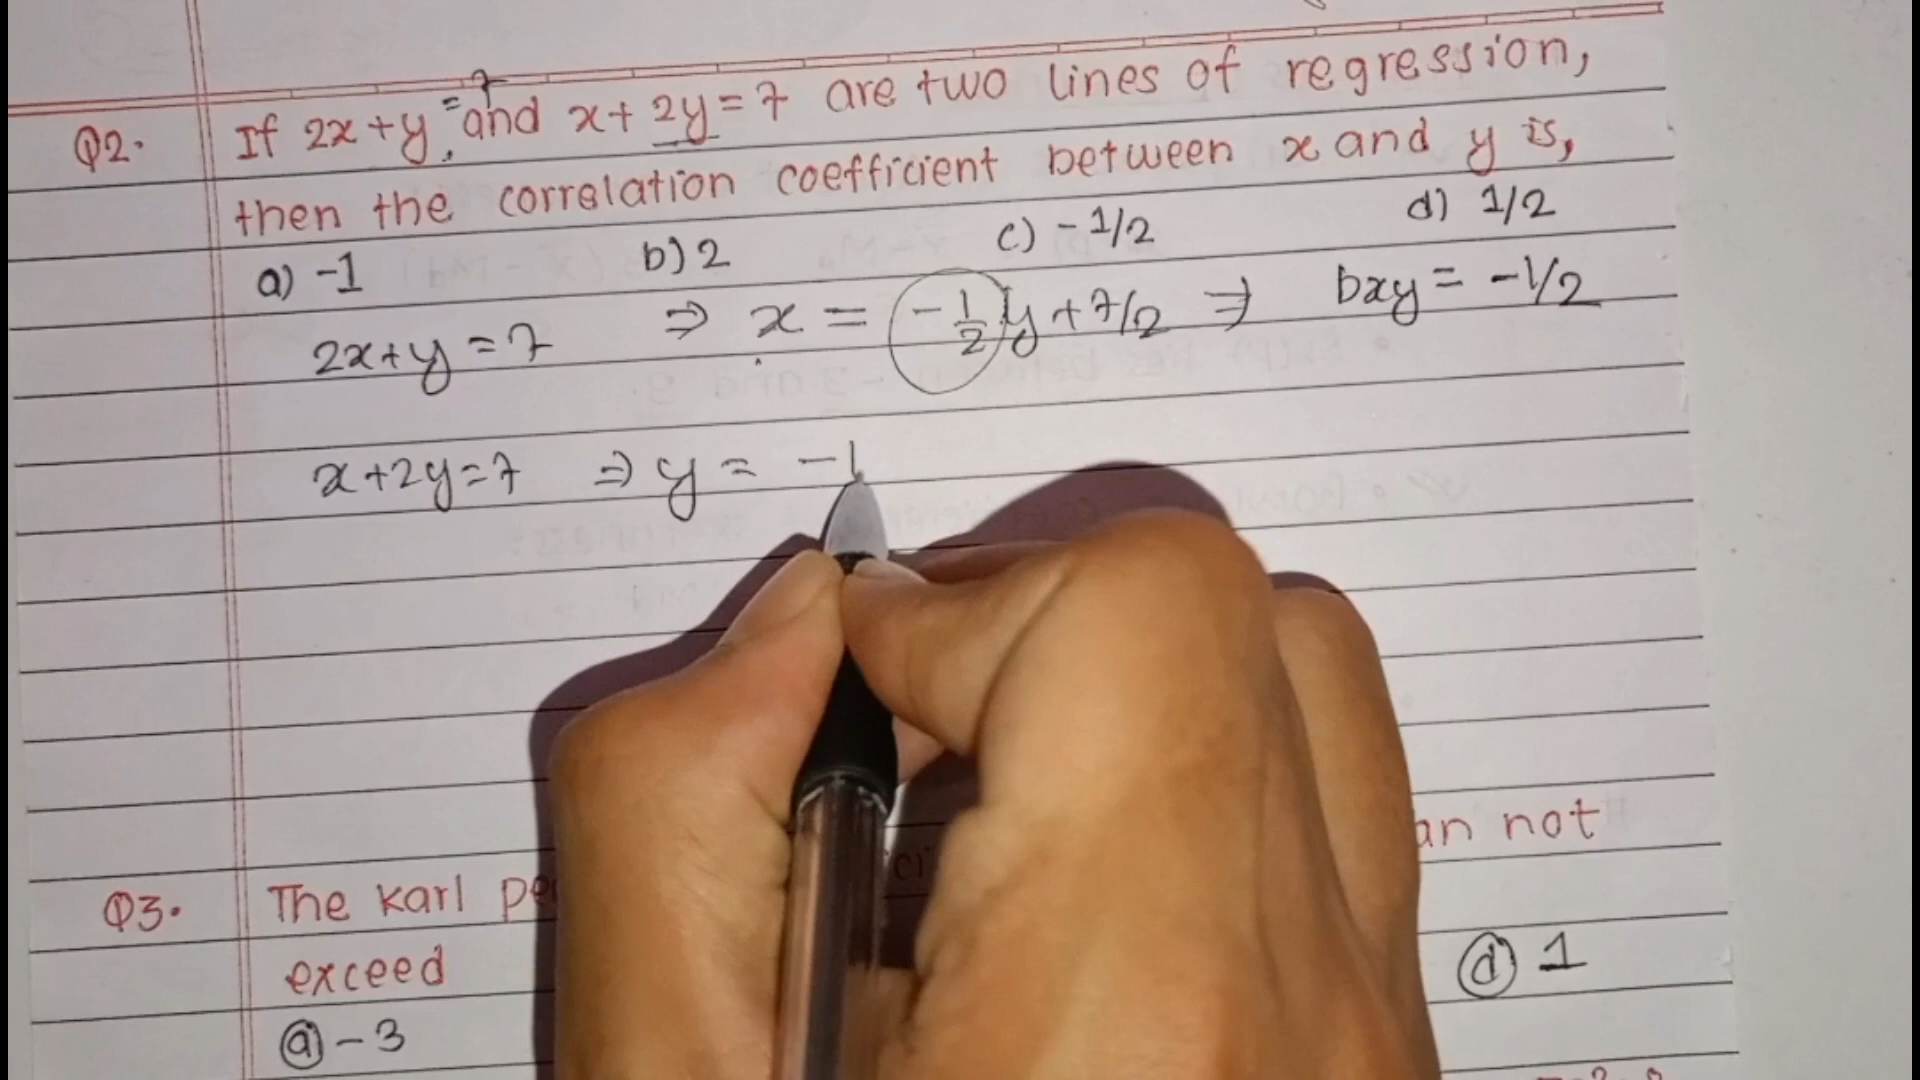 Q2. If 2x+y=7 and x+2y=7 are two lines of regression,
then the correlation coefficient between x and y is,
a) -1 b) 2 c) -1/2 d) 1/2
2x+y=7 ⇒ x = -1/2 y + 7/2 ⇒ bxy = -1/2
x+2y=7 ⇒ y = -1
Q3. The Karl an not
exceed
ⓐ -3 ⓓ 1